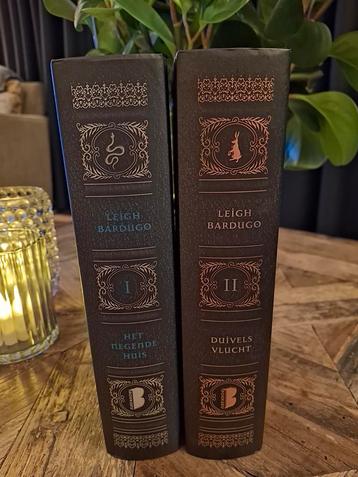 LEIGH
BARDUGO
I
HET
NEGENDE
HUIS
B
LEIGH
BARDUGO
II
DUIVELS
VLUCHT
B